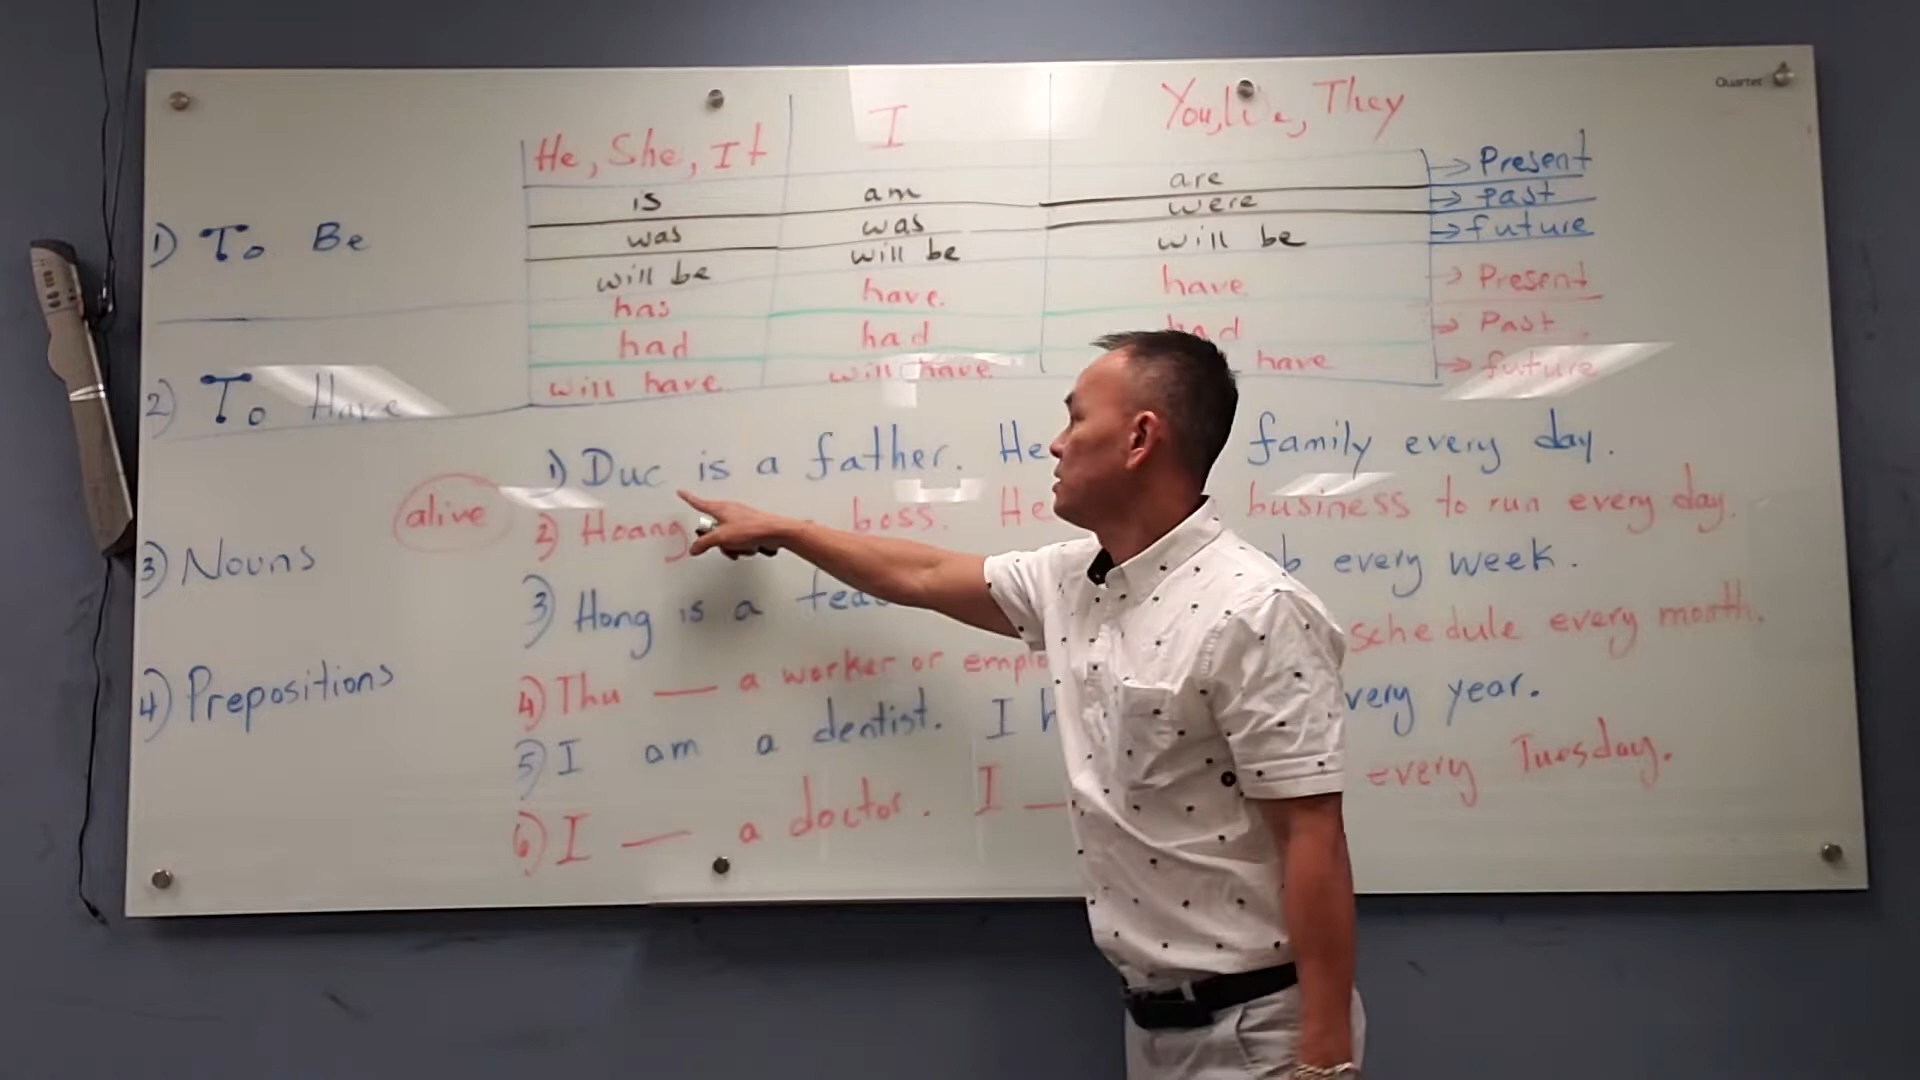 Quartet
He, She, It I You, We, They
is am are → Present
was was were → Past
will be will be will be → future
1) To Be
has have have → Present
had had had → Past
will have will have have → future
2) To Have
1) Duc is a father. He family every day.
alive
2) Hoang boss. He business to run every day.
3) Nouns
3) Hong is a every week.
4) Prepositions
4) Thu — a worker or schedule every month.
5) I am a dentist. I year.
6) I — a doctor. I — every Tuesday.